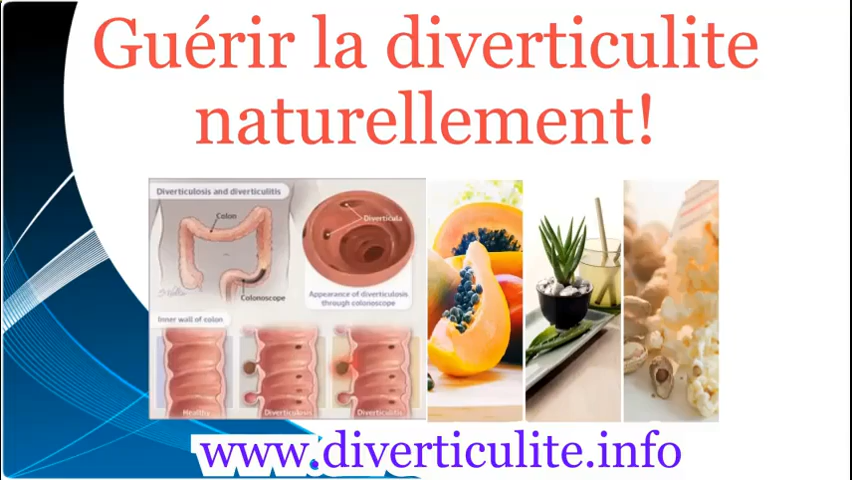 Guérir la diverticulite
naturellement!
Diverticulosis and diverticulitis
Colon
Diverticula
Colonoscope
Appearance of diverticulosis
through colonoscope
Inner wall of colon
Healthy
Diverticulosis
Diverticulitis
www.diverticulite.info